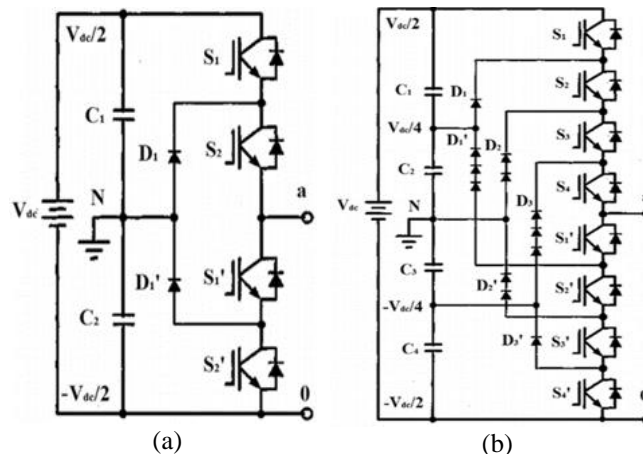 Vdc/2
S1
C1
D1
S2
N
a
Vdc
D1'
S1'
C2
S2'
-Vdc/2
0
(a)
Vdc/2
S1
C1
D1
S2
Vdc/4
D1'
D2
S3
C2
D3
S4
N
Vdc
S1'
C3
D2'
S2'
-Vdc/4
D3'
S3'
C4
S4'
-Vdc/2
(b)